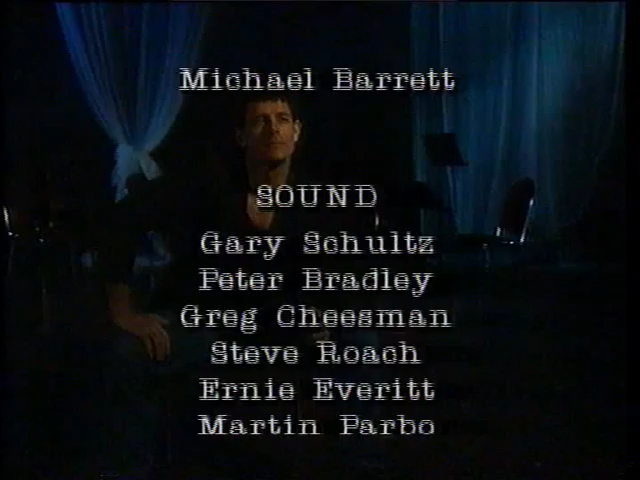 Michael Barrett
SOUND
Gary Schultz
Peter Bradley
Greg Cheesman
Steve Roach
Ernie Everitt
Martin Parbo